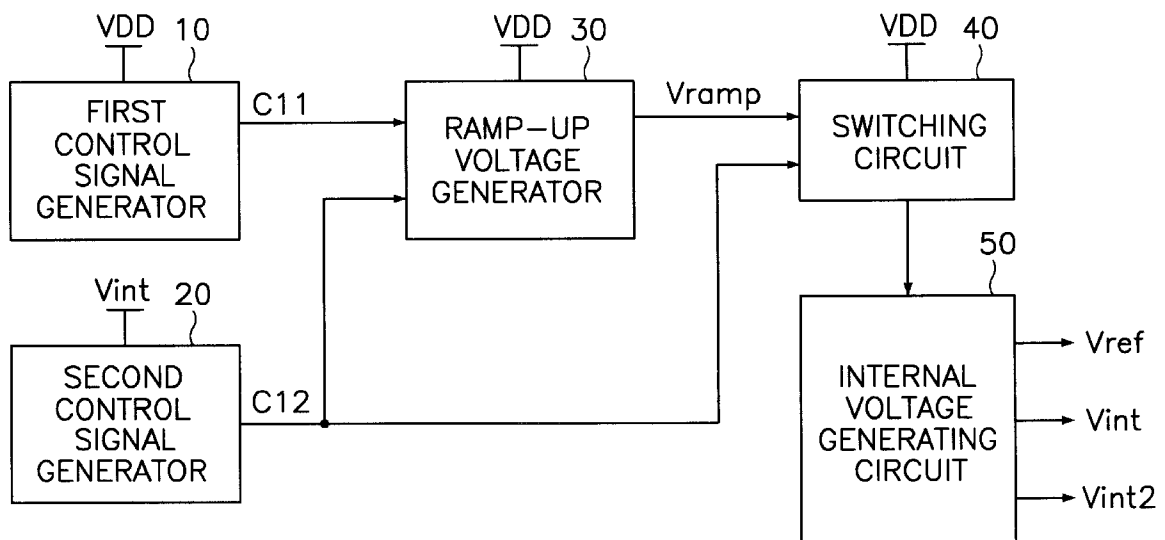 VDD 10
FIRST
CONTROL
SIGNAL
GENERATOR
C11
VDD 30
RAMP-UP
VOLTAGE
GENERATOR
Vramp
VDD 40
SWITCHING
CIRCUIT
Vint 20
SECOND
CONTROL
SIGNAL
GENERATOR
C12
50
INTERNAL
VOLTAGE
GENERATING
CIRCUIT
Vref
Vint
Vint2